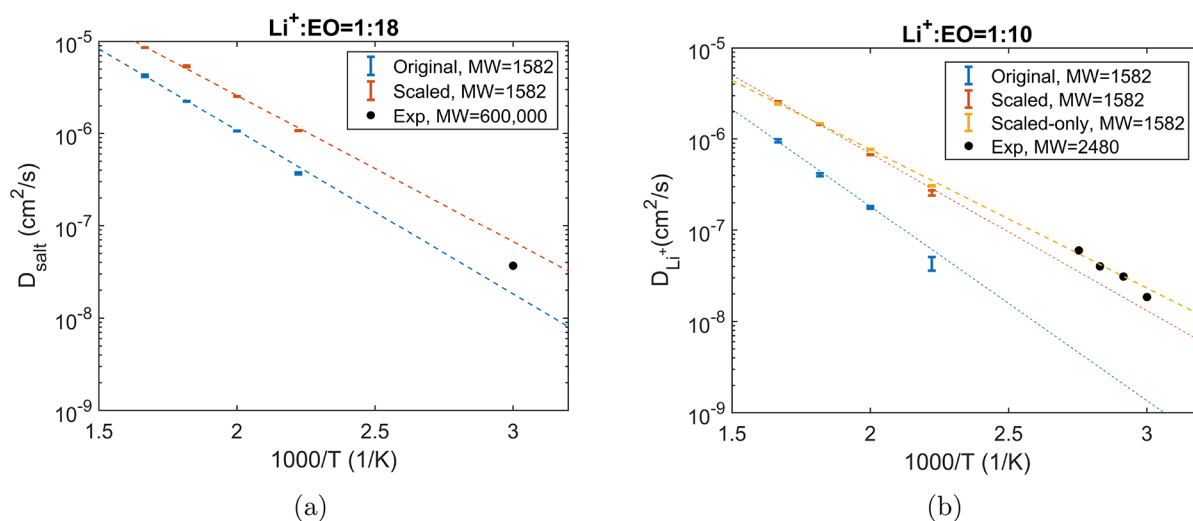 Li⁺:EO=1:18
Original, MW=1582
Scaled, MW=1582
Exp, MW=600,000
D_salt (cm²/s)
10⁻⁵
10⁻⁶
10⁻⁷
10⁻⁸
10⁻⁹
1.5 2 2.5 3
1000/T (1/K)
(a)
Li⁺:EO=1:10
Original, MW=1582
Scaled, MW=1582
Scaled-only, MW=1582
Exp, MW=2480
D_Li⁺(cm²/s)
10⁻⁵
10⁻⁶
10⁻⁷
10⁻⁸
10⁻⁹
1.5 2 2.5 3
1000/T (1/K)
(b)